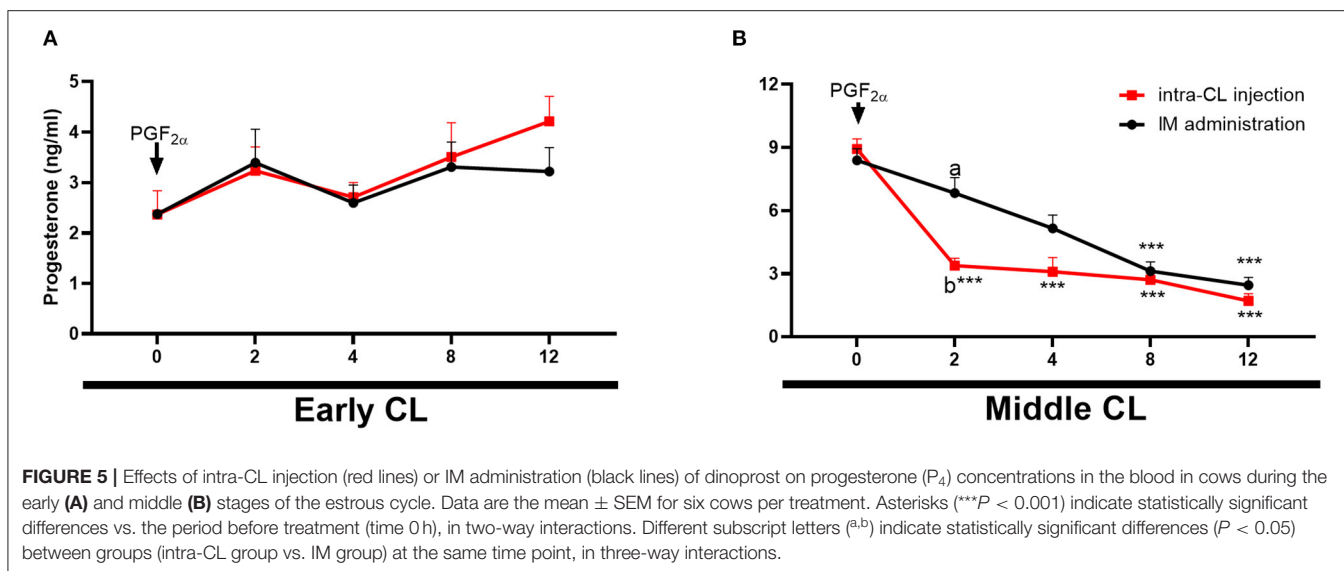 A
B
PGF2α
Progesterone (ng/ml)
5
4
3
2
1
0
0 2 4 8 12
Early CL
PGF2α
intra-CL injection
IM administration
12
9
6
3
0
a
b***
***
***
***
***
***
0 2 4 8 12
Middle CL
FIGURE 5 | Effects of intra-CL injection (red lines) or IM administration (black lines) of dinoprost on progesterone (P4) concentrations in the blood in cows during the
early (A) and middle (B) stages of the estrous cycle. Data are the mean ± SEM for six cows per treatment. Asterisks (***P < 0.001) indicate statistically significant
differences vs. the period before treatment (time 0 h), in two-way interactions. Different subscript letters (a,b) indicate statistically significant differences (P < 0.05)
between groups (intra-CL group vs. IM group) at the same time point, in three-way interactions.